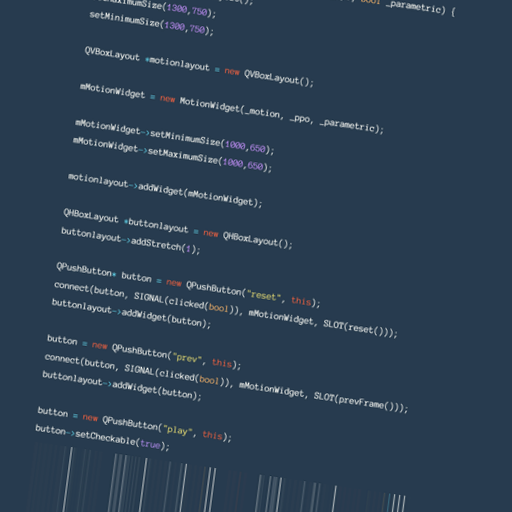 _parametric) {
MaximumSize(1300,750);
setMinimumSize(1300,750);
QVBoxLayout *motionlayout = new QVBoxLayout();
mMotionWidget = new MotionWidget(_motion, _ppo, _parametric);
mMotionWidget->setMinimumSize(1000,650);
mMotionWidget->setMaximumSize(1000,650);
motionlayout->addWidget(mMotionWidget);
QHBoxLayout *buttonlayout = new QHBoxLayout();
buttonlayout->addStretch(1);
QPushButton* button = new QPushButton("reset", this);
connect(button, SIGNAL(clicked(bool)), mMotionWidget, SLOT(reset()));
buttonlayout->addWidget(button);
button = new QPushButton("prev", this);
connect(button, SIGNAL(clicked(bool)), mMotionWidget, SLOT(prevFrame()));
buttonlayout->addWidget(button);
button = new QPushButton("play", this);
button->setCheckable(true);